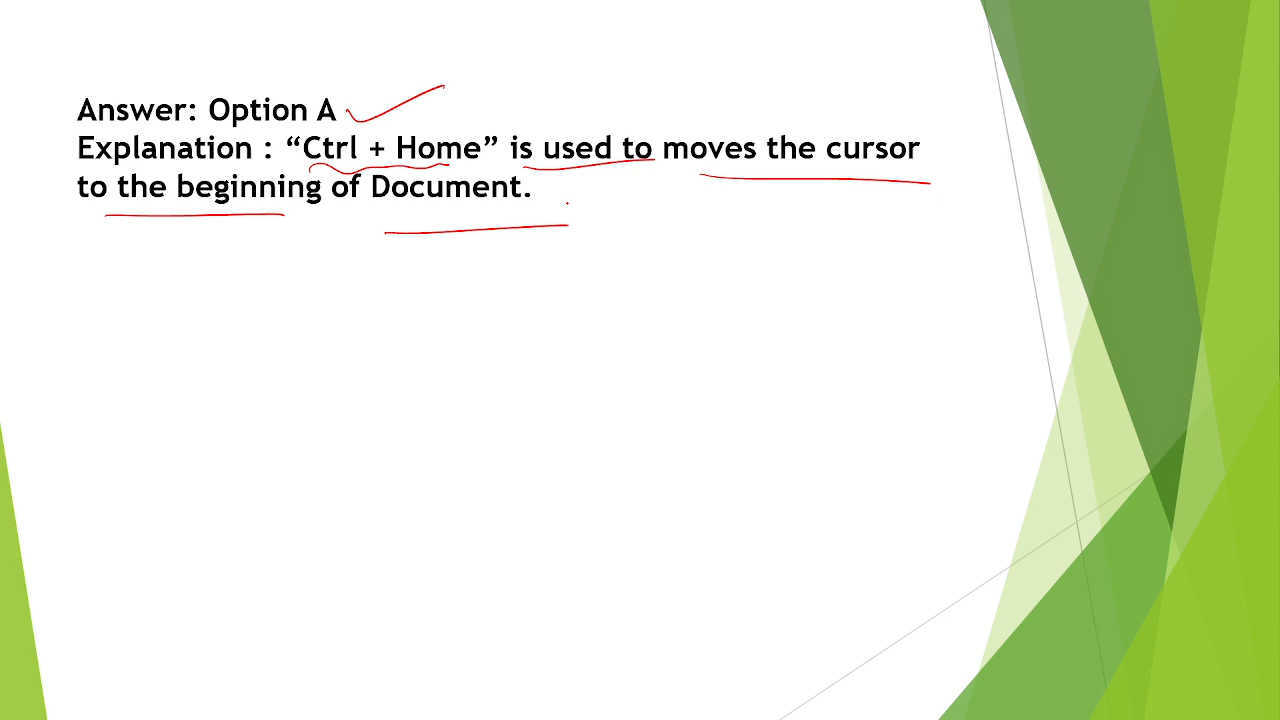 Answer: Option A
Explanation : “Ctrl + Home” is used to moves the cursor
to the beginning of Document.